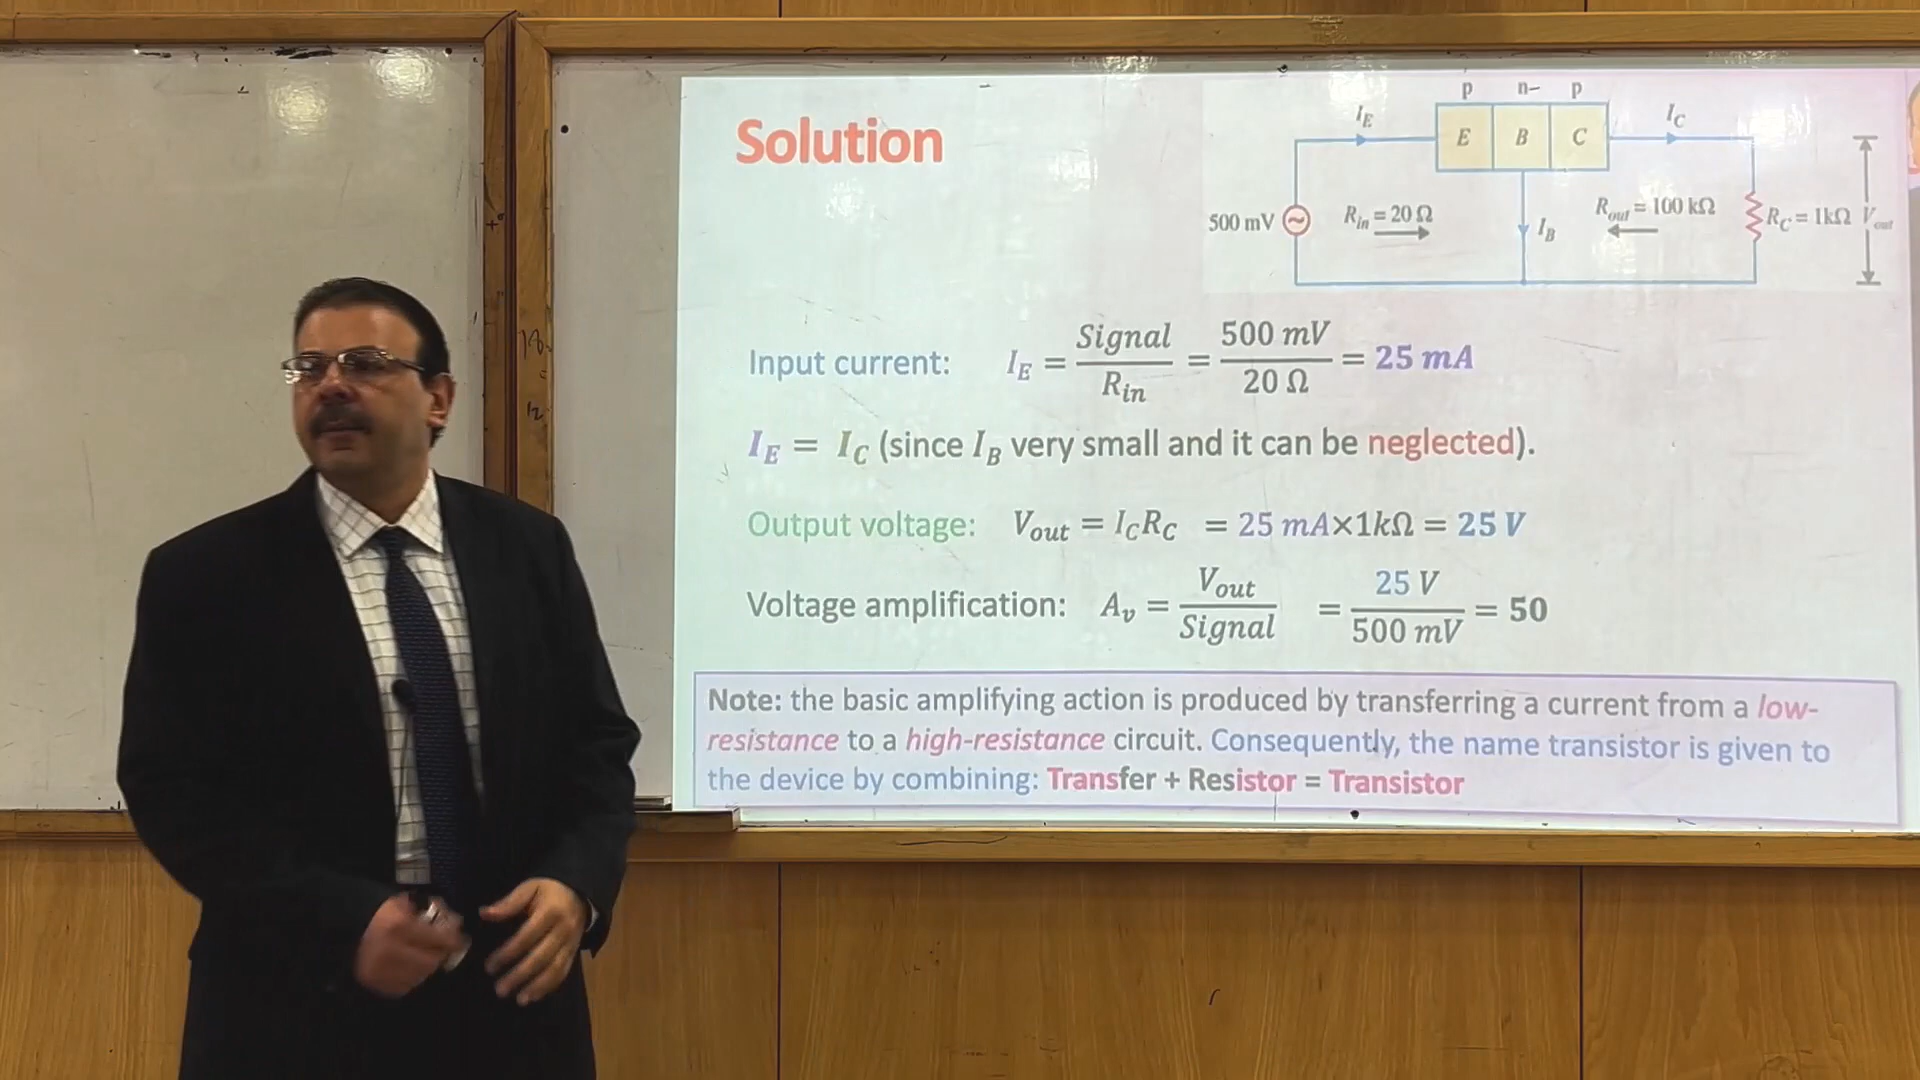 Solution
p n- p
I_E E B C I_C
500 mV R_in = 20 Ω I_B R_out = 100 kΩ R_C = 1kΩ V_out
Input current: I_E = Signal / R_in = 500 mV / 20 Ω = 25 mA
I_E = I_C (since I_B very small and it can be neglected).
Output voltage: V_out = I_C R_C = 25 mA×1kΩ = 25 V
Voltage amplification: A_v = V_out / Signal = 25 V / 500 mV = 50
Note: the basic amplifying action is produced by transferring a current from a low-
resistance to a high-resistance circuit. Consequently, the name transistor is given to
the device by combining: Transfer + Resistor = Transistor